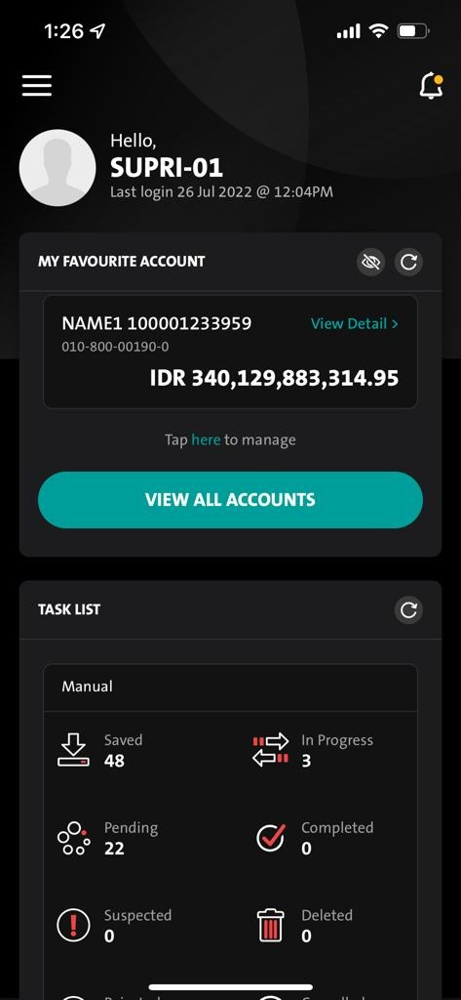 1:26
Hello,
SUPRI-01
Last login 26 Jul 2022 @ 12:04PM
MY FAVOURITE ACCOUNT
NAME1 100001233959
View Detail >
010-800-00190-0
IDR 340,129,883,314.95
Tap here to manage
VIEW ALL ACCOUNTS
TASK LIST
Manual
Saved
48
In Progress
3
Pending
22
Completed
0
Suspected
0
Deleted
0